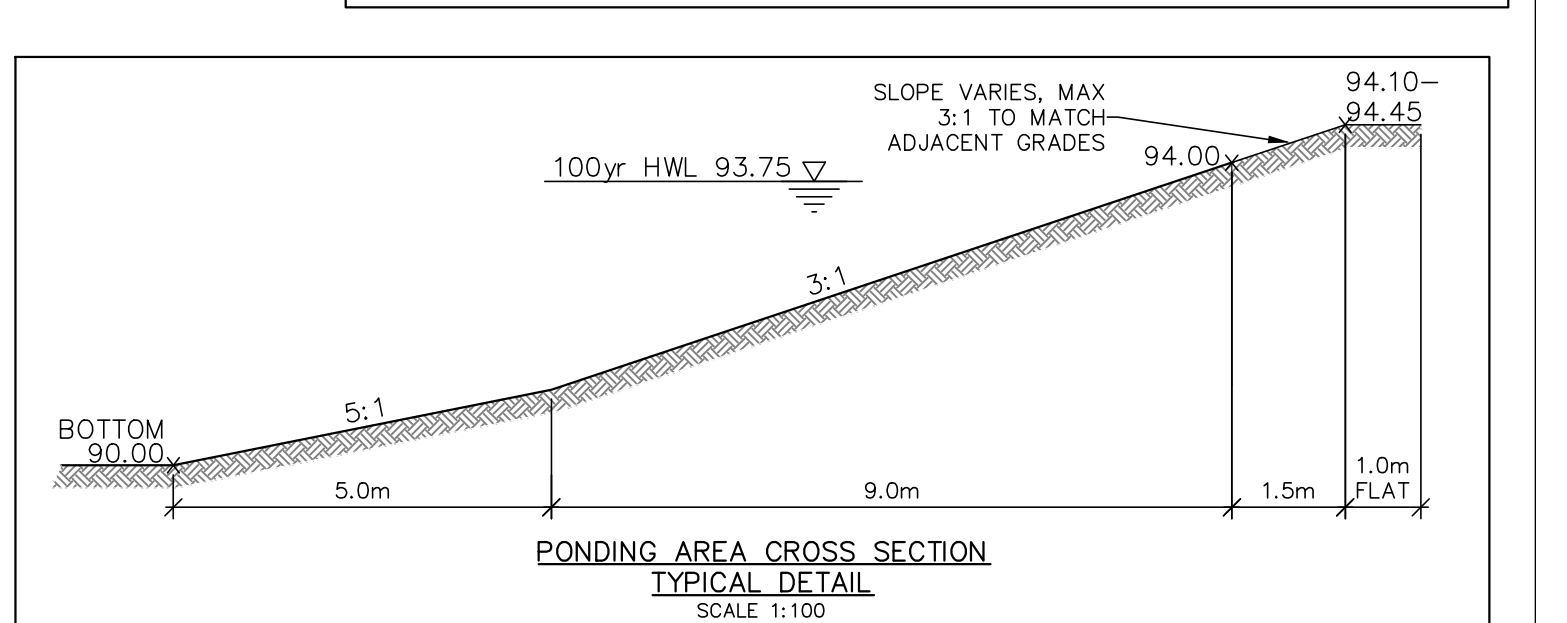 SLOPE VARIES, MAX
3:1 TO MATCH
ADJACENT GRADES
94.10-
94.45
94.00
100yr HWL 93.75
3:1
5:1
BOTTOM
90.00
5.0m
9.0m
1.5m
1.0m
FLAT
PONDING AREA CROSS SECTION
TYPICAL DETAIL
SCALE 1:100